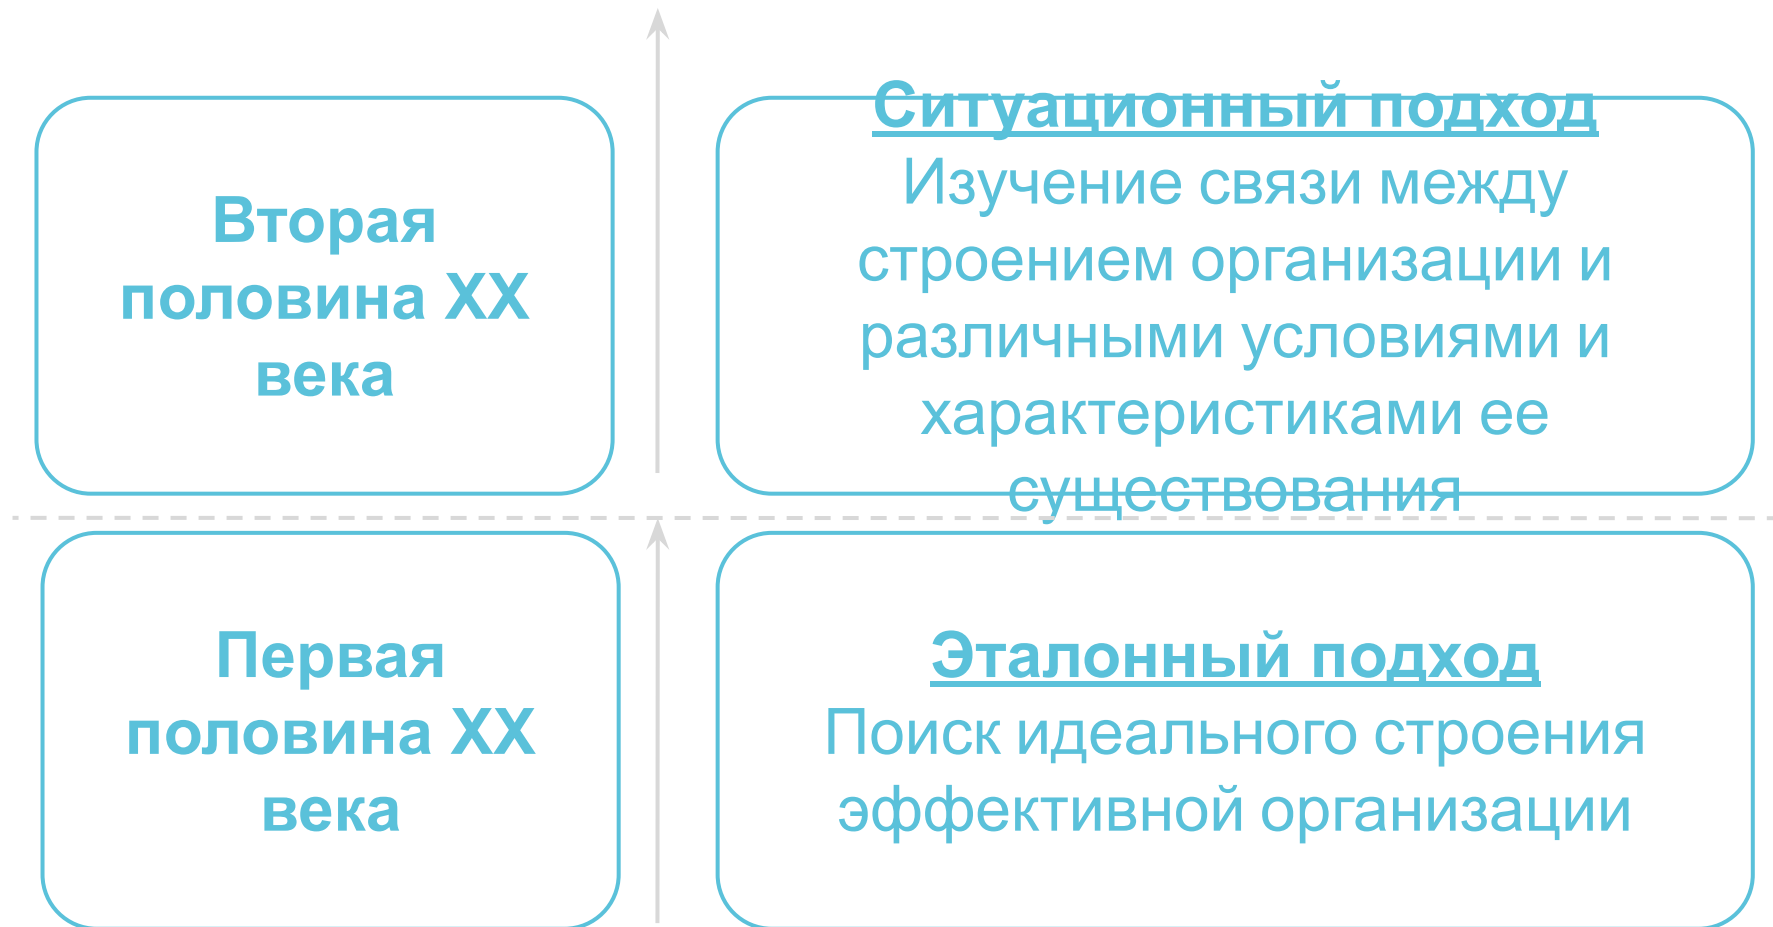 Вторая
половина XX
века
Ситуационный подход
Изучение связи между
строением организации и
различными условиями и
характеристиками ее
существования
Первая
половина XX
века
Эталонный подход
Поиск идеального строения
эффективной организации